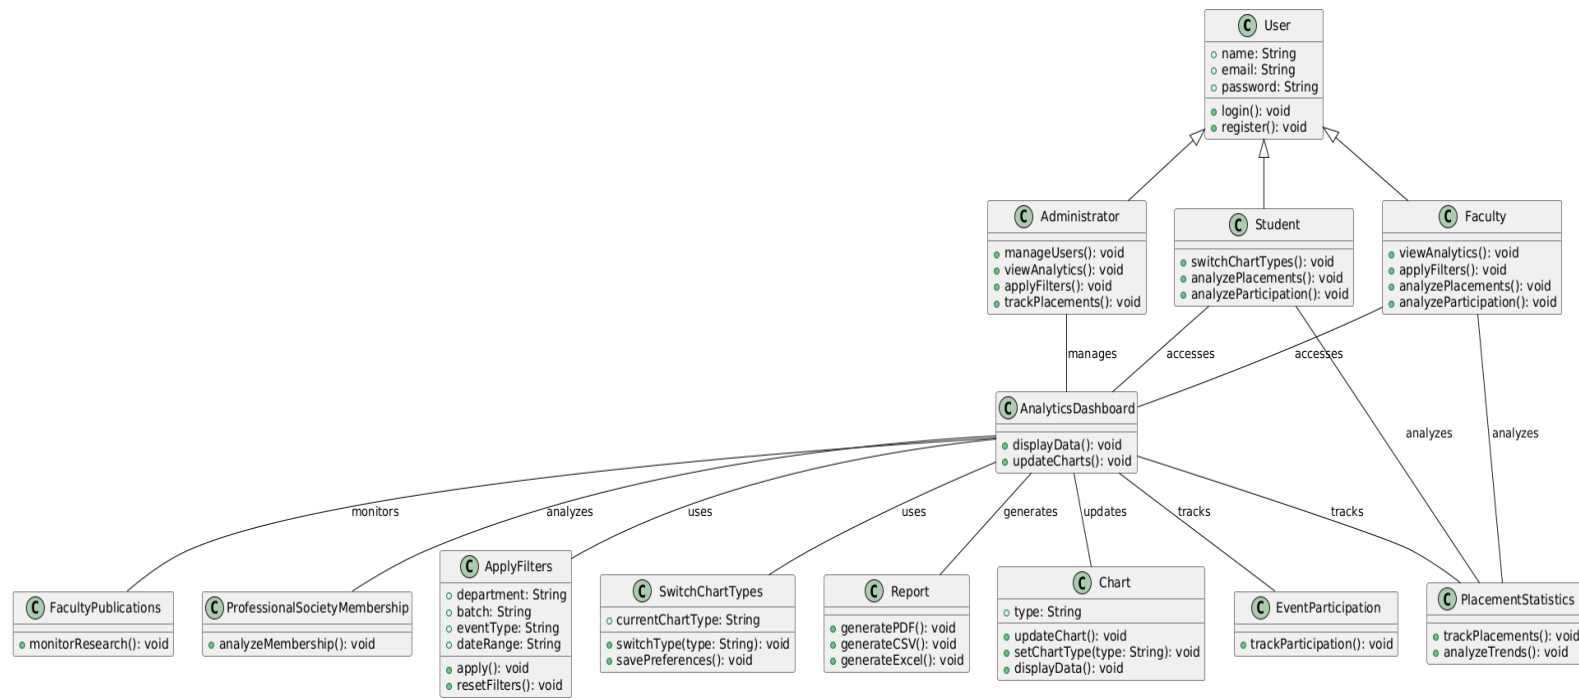 C User
name: String
email: String
password: String
login(): void
register(): void
C Administrator
manageUsers(): void
viewAnalytics(): void
applyFilters(): void
trackPlacements(): void
C Student
switchChartTypes(): void
analyzePlacements(): void
analyzeParticipation(): void
C Faculty
viewAnalytics(): void
applyFilters(): void
analyzePlacements(): void
analyzeParticipation(): void
manages
accesses
accesses
C AnalyticsDashboard
displayData(): void
updateCharts(): void
analyzes
analyzes
monitors
analyzes
uses
uses
generates
updates
tracks
tracks
C FacultyPublications
monitorResearch(): void
C ProfessionalSocietyMembership
analyzeMembership(): void
C ApplyFilters
department: String
batch: String
eventType: String
dateRange: String
apply(): void
resetFilters(): void
C SwitchChartTypes
currentChartType: String
switchType(type: String): void
savePreferences(): void
C Report
generatePDF(): void
generateCSV(): void
generateExcel(): void
C Chart
type: String
updateChart(): void
setChartType(type: String): void
displayData(): void
C EventParticipation
trackParticipation(): void
C PlacementStatistics
trackPlacements(): void
analyzeTrends(): void